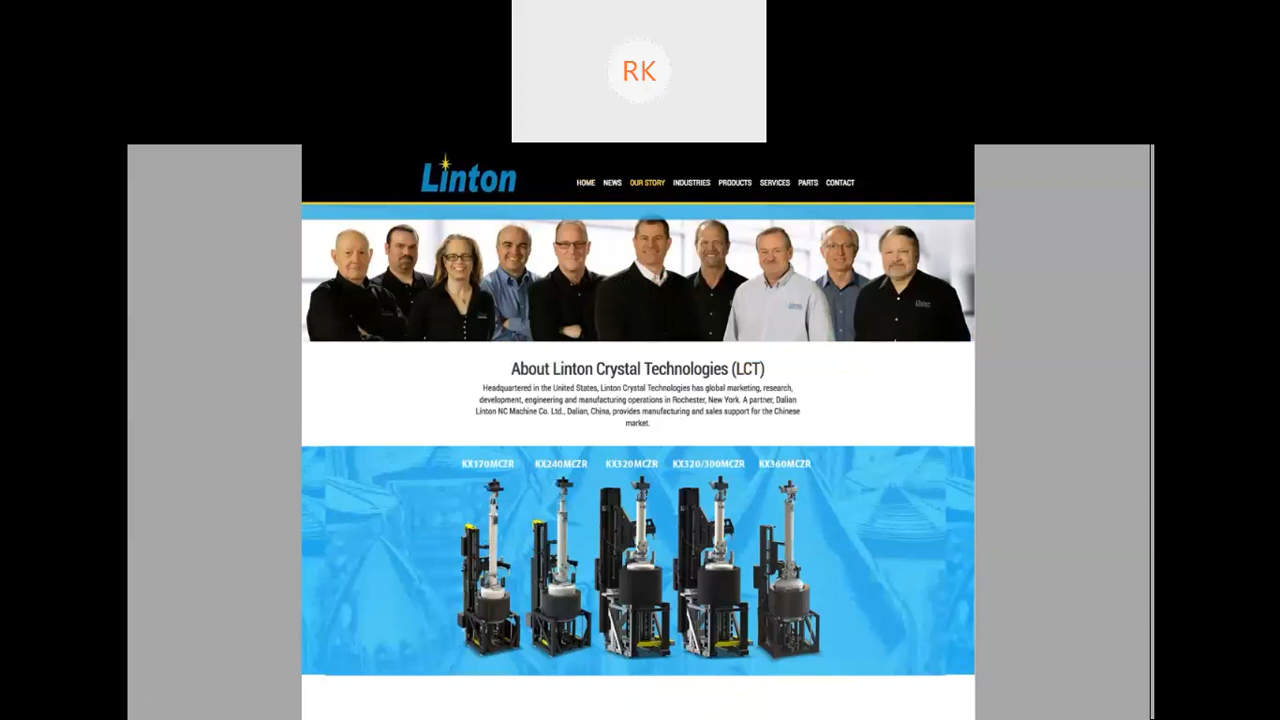 RK
Linton
HOME NEWS OUR STORY INDUSTRIES PRODUCTS SERVICES PARTS CONTACT
About Linton Crystal Technologies (LCT)
Headquartered in the United States, Linton Crystal Technologies has global marketing, research,
development, engineering and manufacturing operations in Rochester, New York. A partner, Dalian
Linton NC Machine Co. Ltd., Dalian, China, provides manufacturing and sales support for the Chinese
market.
KX170MCZR KX240MCZR KX320MCZR KX320/300MCZR KX360MCZR